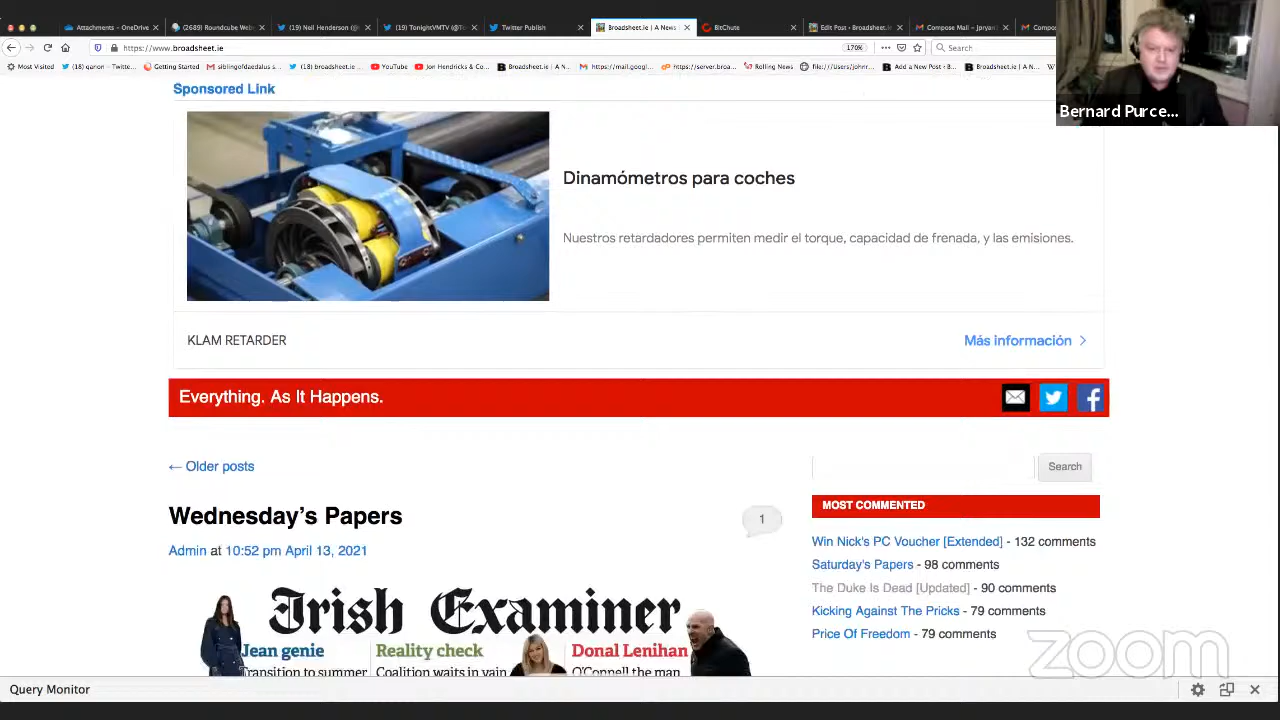 Attachments — OneDrive
(2689) Roundcube Web
(19) Neil Henderson (@
(19) TonightVMTV (@T
Twitter Publish
Broadsheet.ie | A News
BitChute
Edit Post ‹ Broadsheet.ie
Compose Mail – jonryan
https://www.broadsheet.ie
170%
Search
Most Visited
(18) qanon — Twitte...
Getting Started
siblingofdaedalus s...
(18) broadsheet.ie
YouTube
Jon Hendricks & Co...
Broadsheet.ie | A N...
https://mail.googl...
https://server.broa...
Rolling News
file:///Users/johnr...
Add a New Post ‹ B...
Broadsheet.ie | A N...
Bernard Purce...
Sponsored Link
Dinamómetros para coches
Nuestros retardadores permiten medir el torque, capacidad de frenada, y las emisiones.
KLAM RETARDER
Más información
Everything. As It Happens.
← Older posts
Search
Wednesday's Papers
1
Admin at 10:52 pm April 13, 2021
MOST COMMENTED
Win Nick's PC Voucher [Extended] - 132 comments
Saturday's Papers - 98 comments
The Duke Is Dead [Updated] - 90 comments
Kicking Against The Pricks - 79 comments
Price Of Freedom - 79 comments
Irish Examiner
Jean genie
Reality check
Donal Lenihan
Transition to summer
Coalition waits in vain
O'Connell the man
zoom
Query Monitor